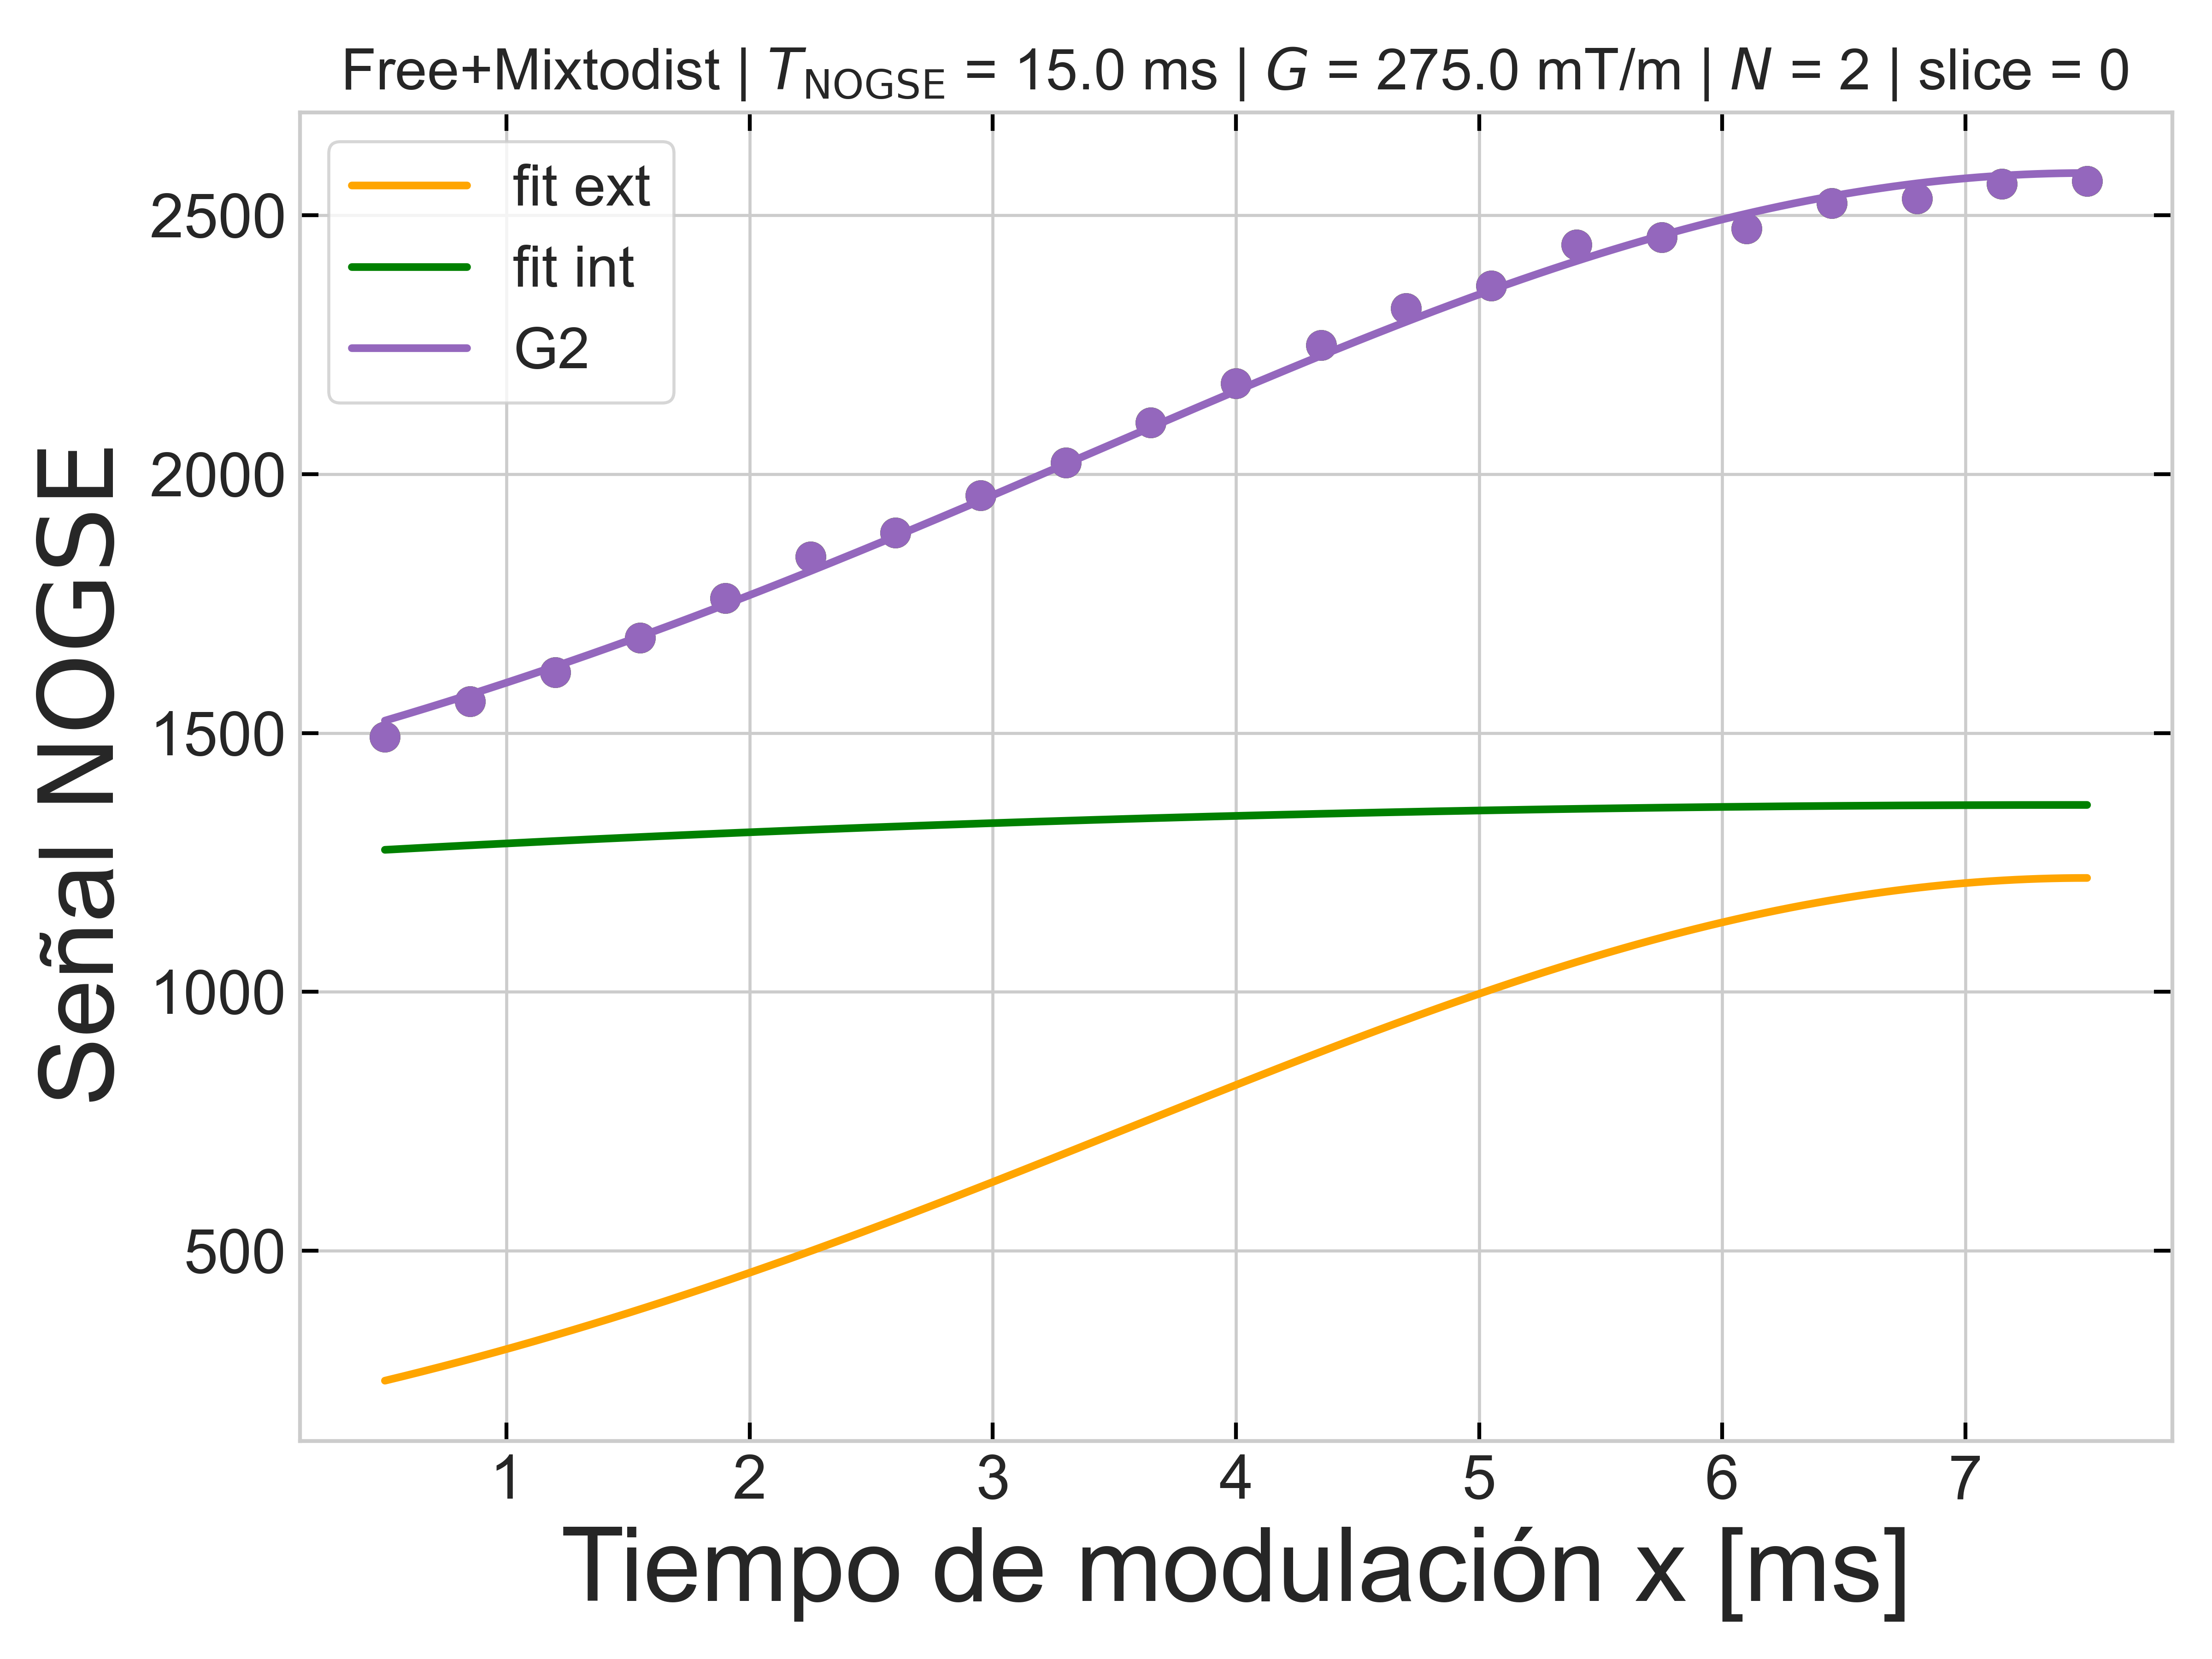 Free+Mixtodist | T_NOGSE = 15.0 ms | G = 275.0 mT/m | N = 2 | slice = 0
fit ext
fit int
G2
Señal NOGSE
2500
2000
1500
1000
500
1 2 3 4 5 6 7
Tiempo de modulación x [ms]